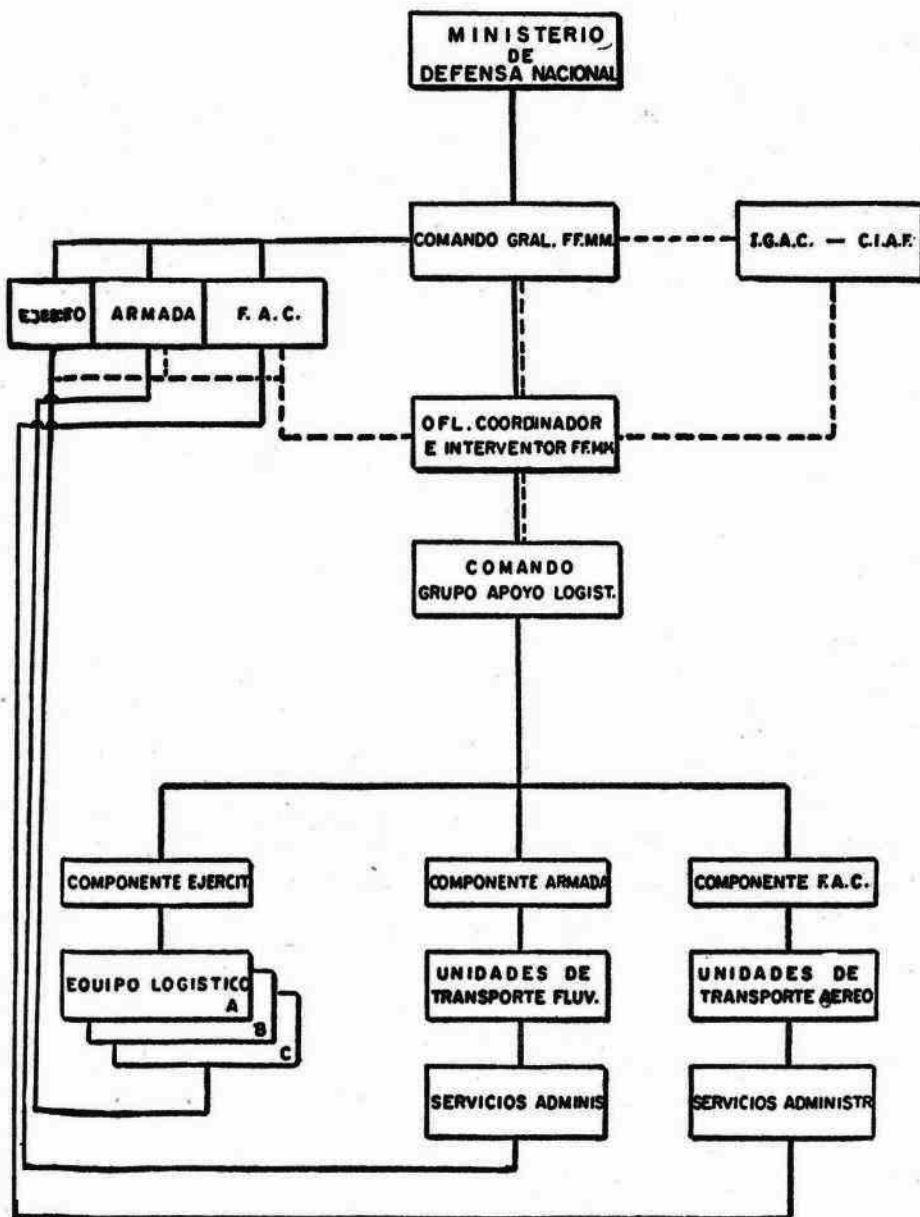 MINISTERIO
DE
DEFENSA NACIONAL
COMANDO GRAL. FF.MM.
I.G.A.C. — C.I.A.F.
ARMADA
F. A. C.
OFL. COORDINADOR
E INTERVENTOR FF.MM
COMANDO
GRUPO APOYO LOGIST.
COMPONENTE EJERCIT
COMPONENTE ARMADA
COMPONENTE F.A.C.
EQUIPO LOGISTICO
A
B
C
UNIDADES DE
TRANSPORTE FLUV.
UNIDADES DE
TRANSPORTE AEREO
SERVICIOS ADMINIS
SERVICIOS ADMINISTR